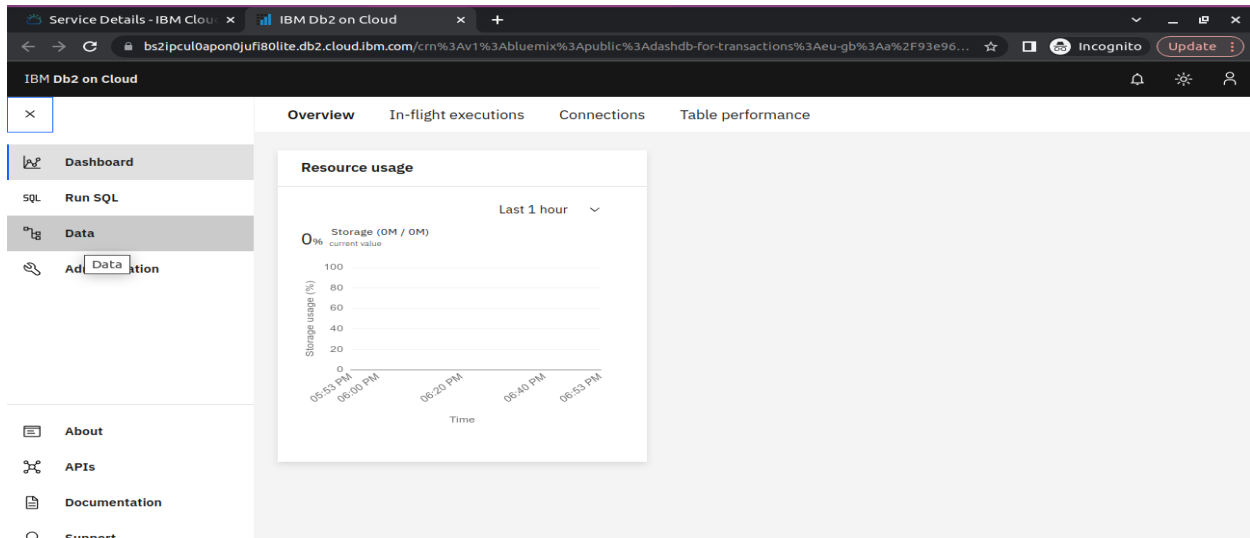 Service Details - IBM Clou
IBM Db2 on Cloud
bs2ipcul0apon0jufi80lite.db2.cloud.ibm.com/crn%3Av1%3Abluemix%3Apublic%3Adashdb-for-transactions%3Aeu-gb%3Aa%2F93e96...
Incognito
Update
IBM Db2 on Cloud
Overview In-flight executions Connections Table performance
Dashboard
SQL Run SQL
Data
Ad Data ation
About
APIs
Documentation
Support
Resource usage
Last 1 hour
0% Storage (0M / 0M)
current value
Storage usage (%)
100
80
60
40
20
0
05:53 PM 06:00 PM 06:20 PM 06:40 PM 06:53 PM
Time